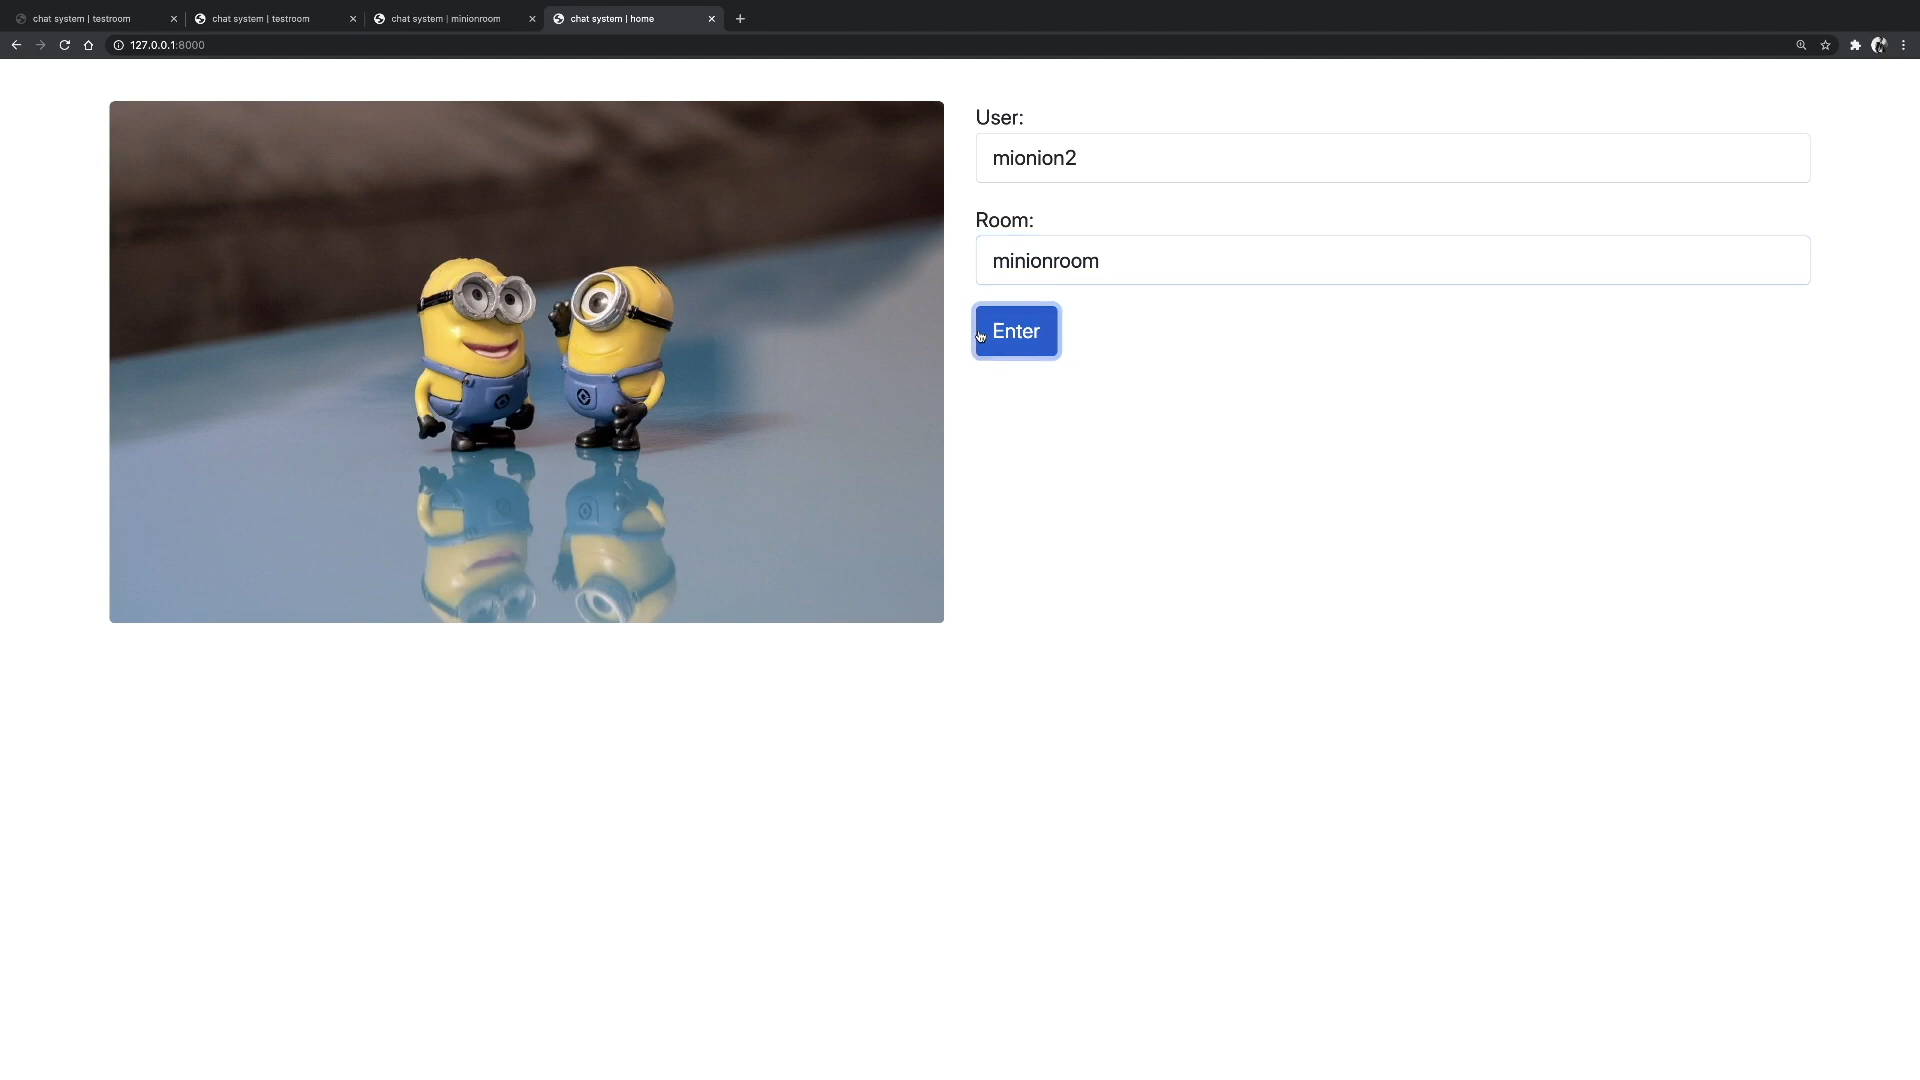 chat system | testroom
chat system | testroom
chat system | minionroom
chat system | home
127.0.0.1:8000
User:
mionion2
Room:
minionroom
Enter